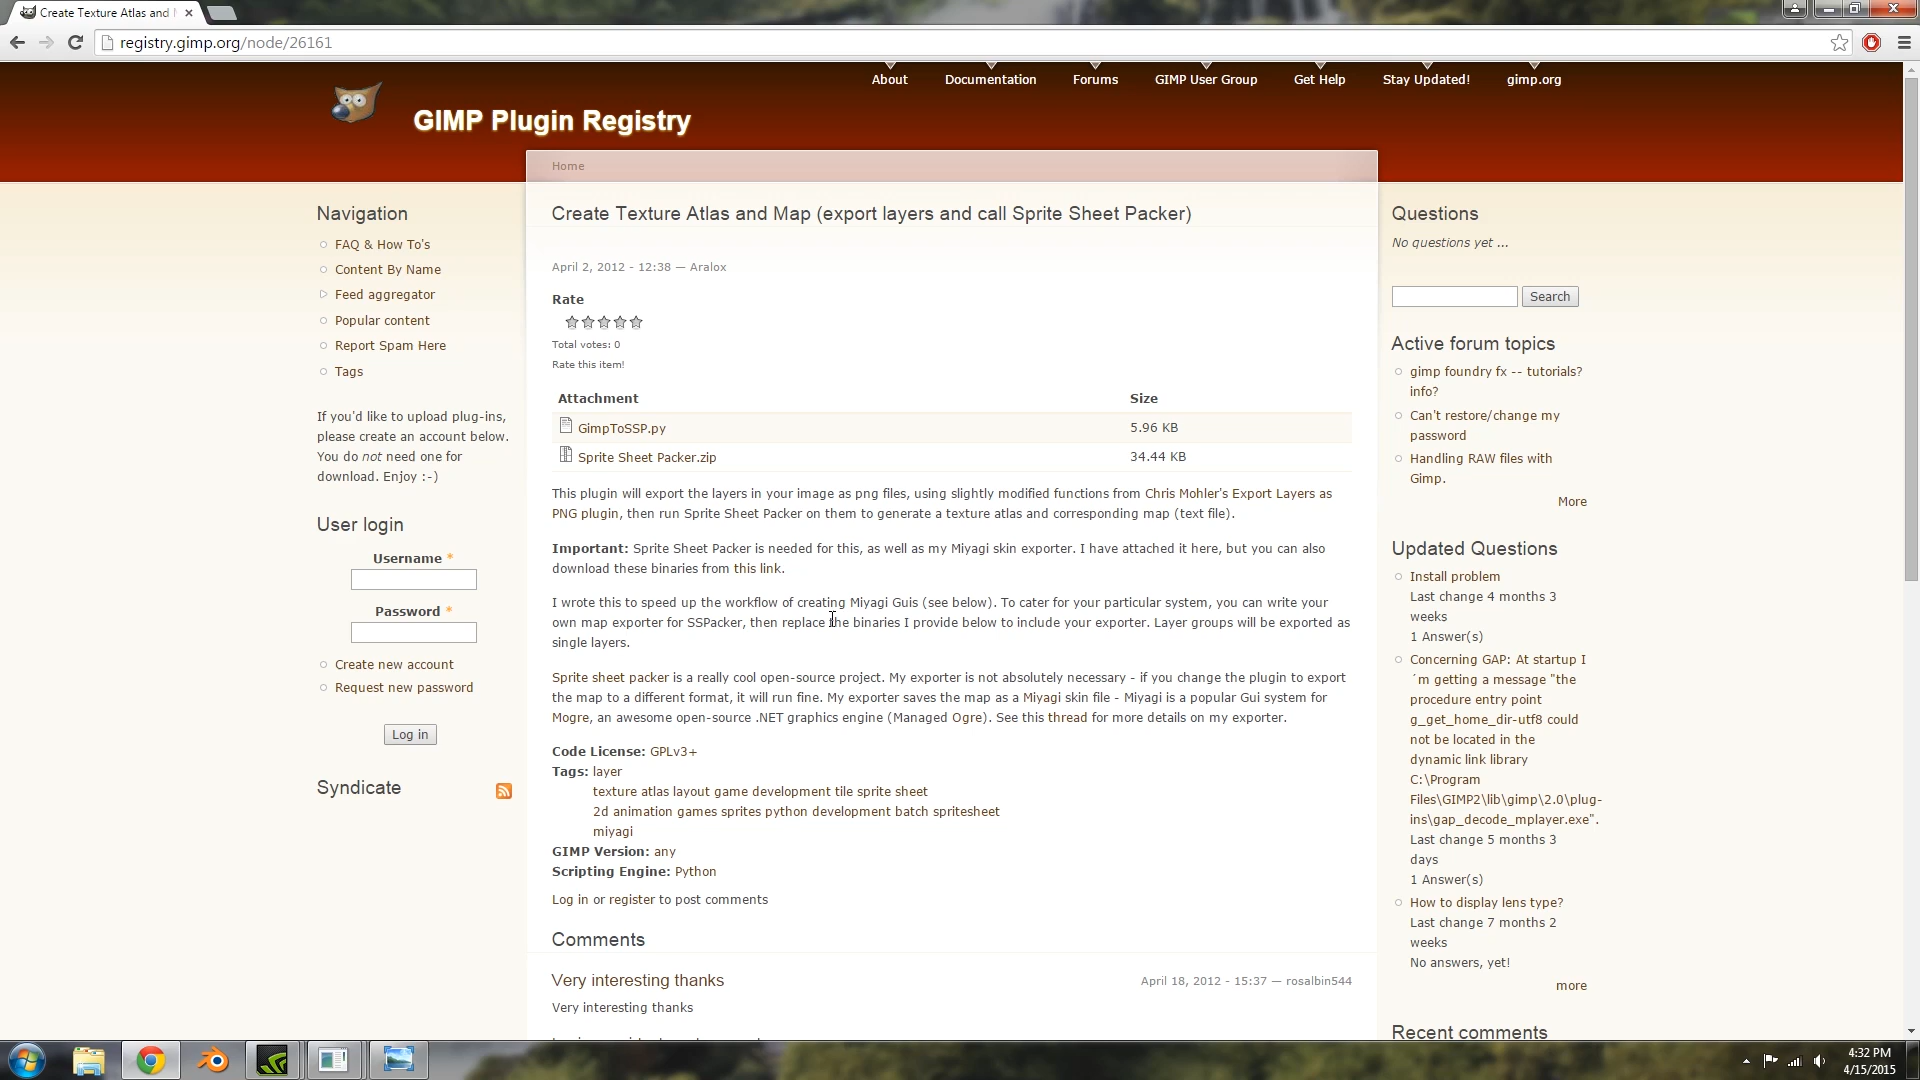 Create Texture Atlas and
registry.gimp.org/node/26161
About Documentation Forums GIMP User Group Get Help Stay Updated! gimp.org
GIMP Plugin Registry
Home
Navigation
FAQ & How To's
Content By Name
Feed aggregator
Popular content
Report Spam Here
Tags
If you'd like to upload plug-ins,
please create an account below.
You do not need one for
download. Enjoy :-)
User login
Username *
Password *
Create new account
Request new password
Log in
Syndicate
Create Texture Atlas and Map (export layers and call Sprite Sheet Packer)
April 2, 2012 - 12:38 — Aralox
Rate
Total votes: 0
Rate this item!
Attachment Size
GimpToSSP.py 5.96 KB
Sprite Sheet Packer.zip 34.44 KB
This plugin will export the layers in your image as png files, using slightly modified functions from Chris Mohler's Export Layers as
PNG plugin, then run Sprite Sheet Packer on them to generate a texture atlas and corresponding map (text file).
Important: Sprite Sheet Packer is needed for this, as well as my Miyagi skin exporter. I have attached it here, but you can also
download these binaries from this link.
I wrote this to speed up the workflow of creating Miyagi Guis (see below). To cater for your particular system, you can write your
own map exporter for SSPacker, then replace the binaries I provide below to include your exporter. Layer groups will be exported as
single layers.
Sprite sheet packer is a really cool open-source project. My exporter is not absolutely necessary - if you change the plugin to export
the map to a different format, it will run fine. My exporter saves the map as a Miyagi skin file - Miyagi is a popular Gui system for
Mogre, an awesome open-source .NET graphics engine (Managed Ogre). See this thread for more details on my exporter.
Code License: GPLv3+
Tags: layer
texture atlas layout game development tile sprite sheet
2d animation games sprites python development batch spritesheet
miyagi
GIMP Version: any
Scripting Engine: Python
Log in or register to post comments
Comments
Very interesting thanks April 18, 2012 - 15:37 — rosalbin544
Very interesting thanks
Questions
No questions yet ...
Search
Active forum topics
gimp foundry fx -- tutorials?
info?
Can't restore/change my
password
Handling RAW files with
Gimp.
More
Updated Questions
Install problem
Last change 4 months 3
weeks
1 Answer(s)
Concerning GAP: At startup I
´m getting a message "the
procedure entry point
g_get_home_dir-utf8 could
not be located in the
dynamic link library
C:\Program
Files\GIMP2\lib\gimp\2.0\plug-
ins\gap_decode_mplayer.exe".
Last change 5 months 3
days
1 Answer(s)
How to display lens type?
Last change 7 months 2
weeks
No answers, yet!
more
Recent comments
4:32 PM
4/15/2015